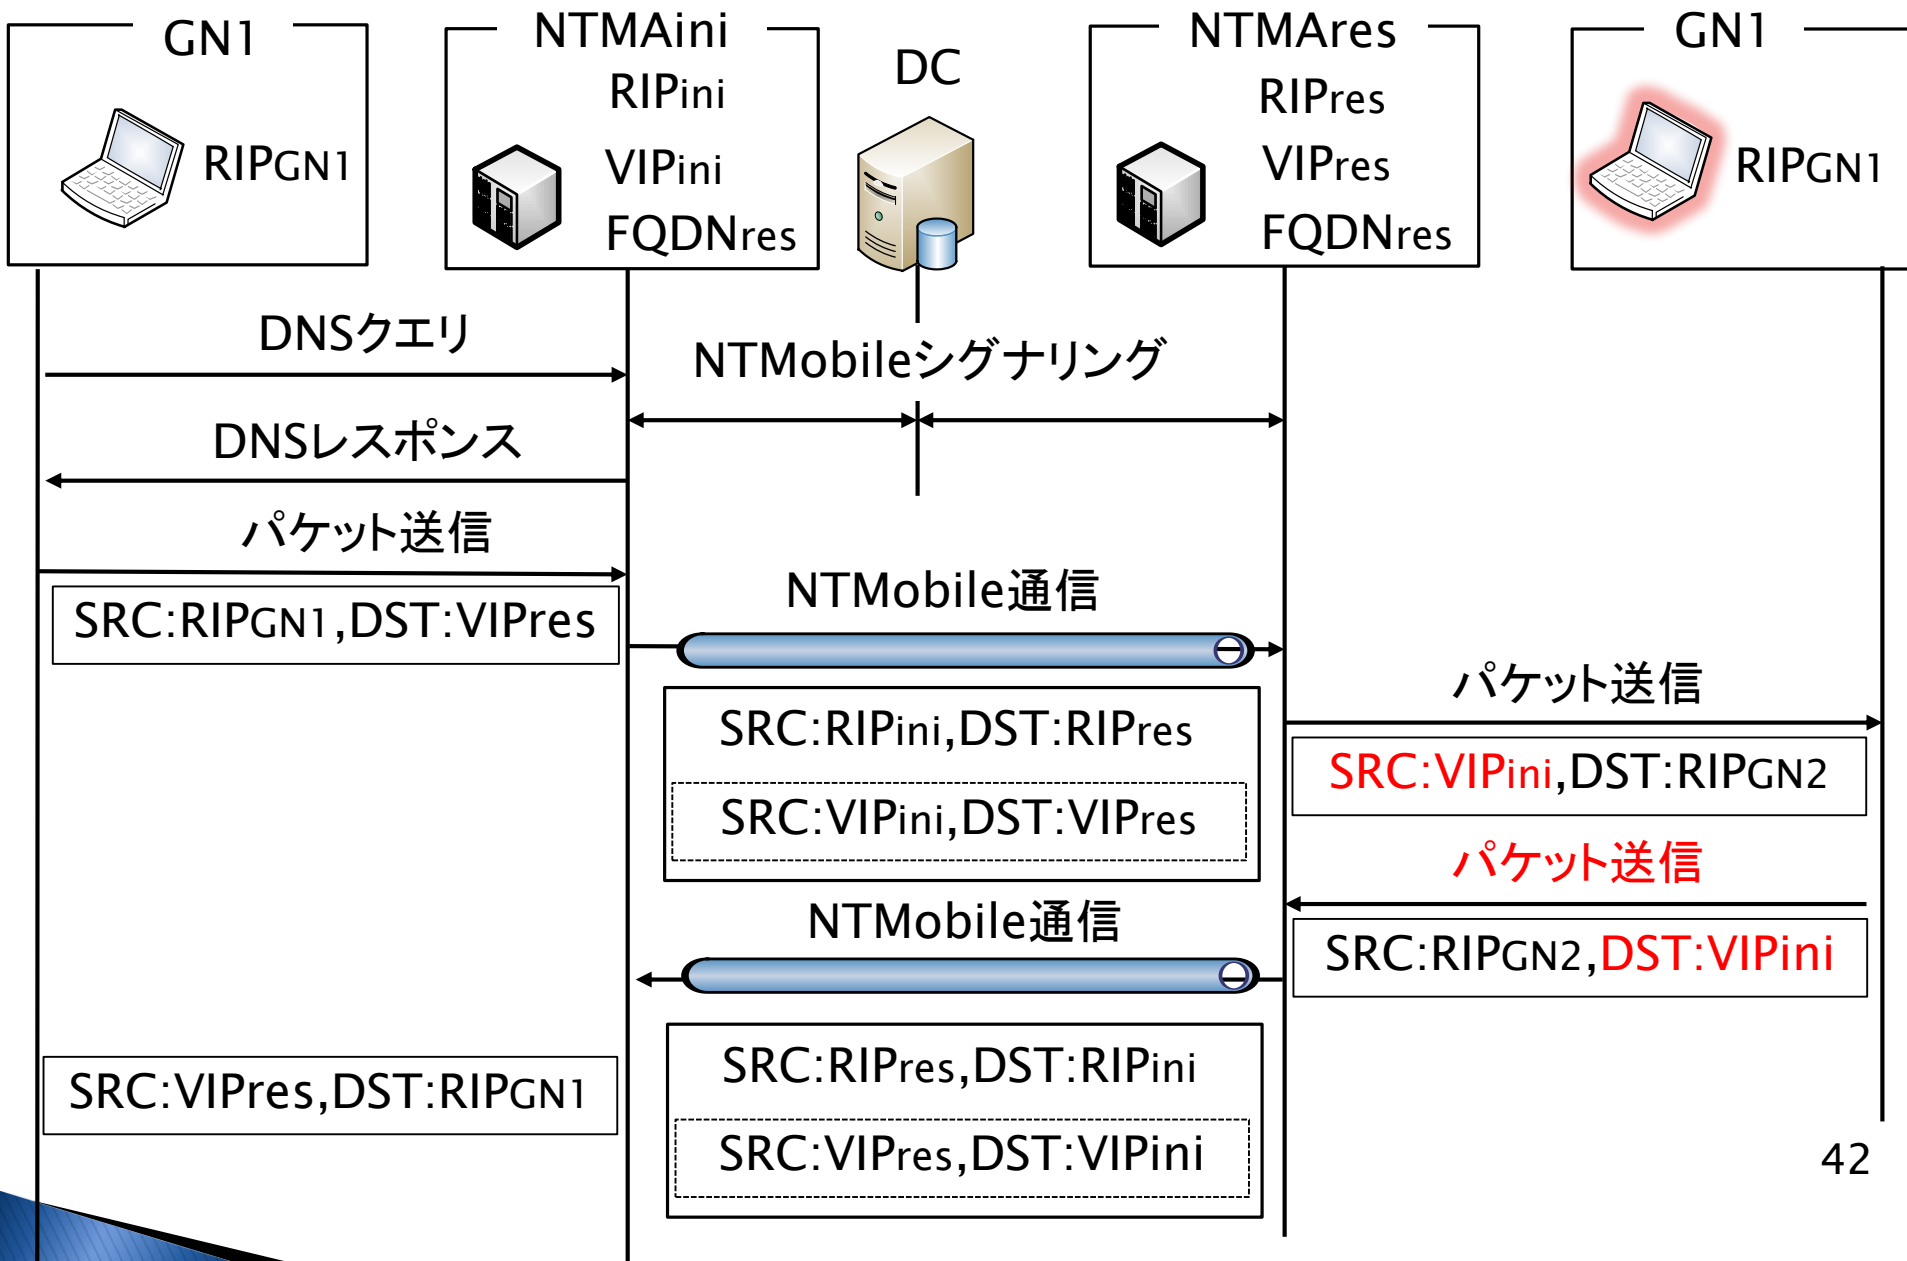 GN1
RIPGN1
NTMAini
RIPini
VIPini
FQDNres
DC
NTMAres
RIPres
VIPres
FQDNres
GN1
RIPGN1
DNSクエリ
NTMobileシグナリング
DNSレスポンス
パケット送信
SRC:RIPGN1,DST:VIPres
NTMobile通信
SRC:RIPini,DST:RIPres
SRC:VIPini,DST:VIPres
パケット送信
SRC:VIPini,DST:RIPGN2
パケット送信
SRC:RIPGN2,DST:VIPini
NTMobile通信
SRC:RIPres,DST:RIPini
SRC:VIPres,DST:VIPini
SRC:VIPres,DST:RIPGN1
42